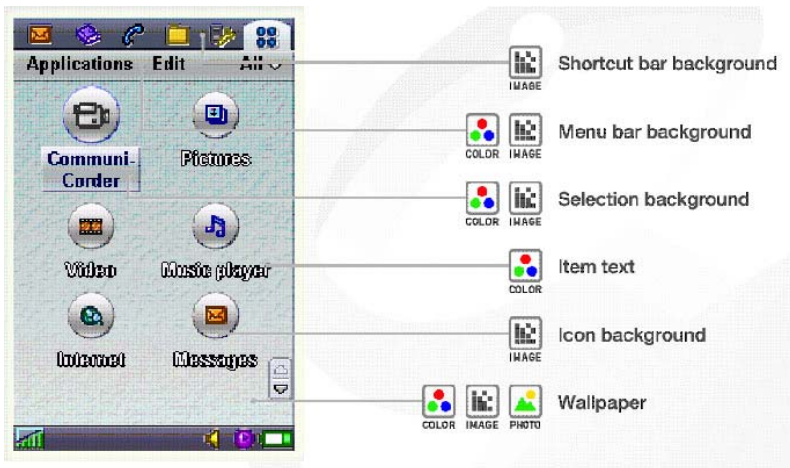 Applications Edit All
Communi-
Corder
Pictures
Video
Music player
Internet
Messages
IMAGE
Shortcut bar background
COLOR IMAGE
Menu bar background
COLOR IMAGE
Selection background
COLOR
Item text
IMAGE
Icon background
COLOR IMAGE PHOTO
Wallpaper